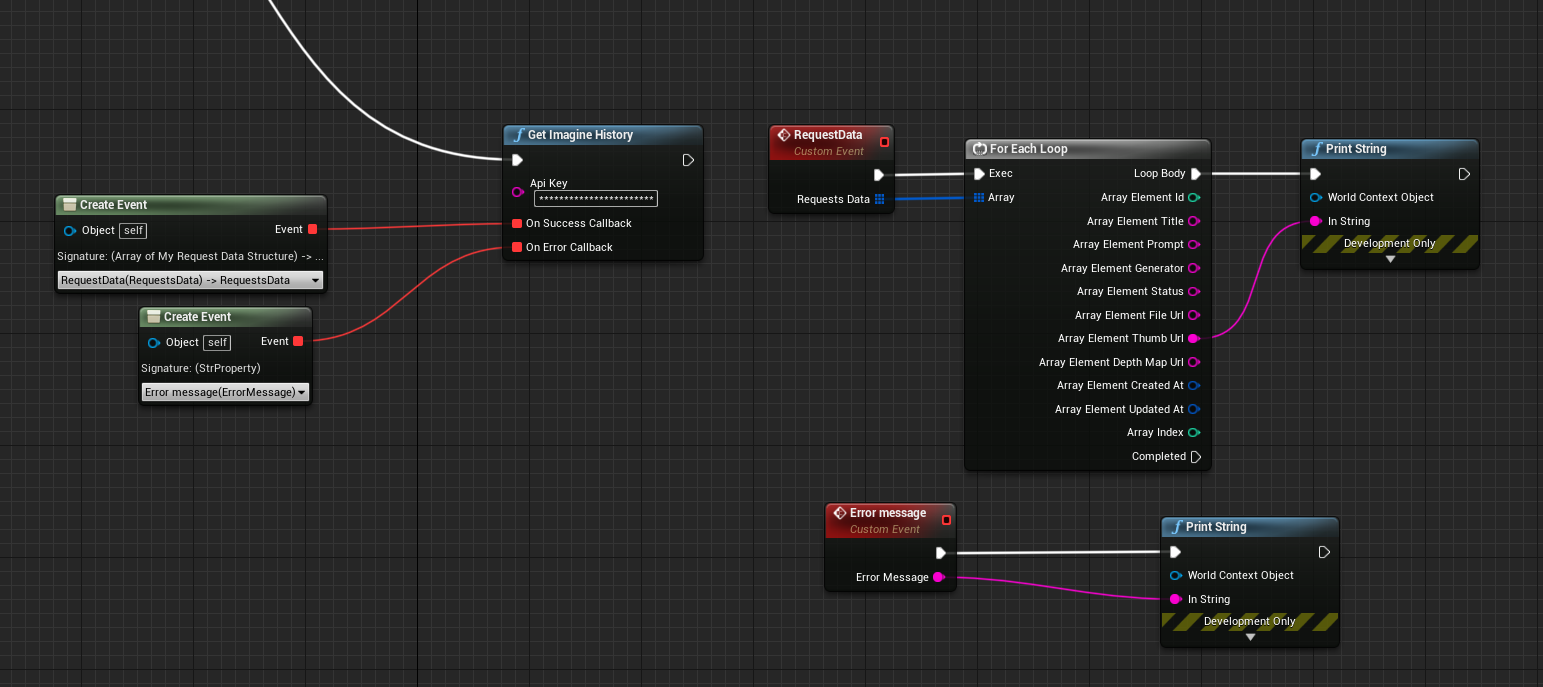 Get Imagine History
Api Key
***********************
On Success Callback
On Error Callback
Create Event
Object self
Event
Signature: (Array of My Request Data Structure) -> ...
RequestData(RequestsData) -> RequestsData
Create Event
Object self
Event
Signature: (StrProperty)
Error message(ErrorMessage)
RequestData
Custom Event
Requests Data
For Each Loop
Exec
Loop Body
Array
Array Element Id
Array Element Title
Array Element Prompt
Array Element Generator
Array Element Status
Array Element File Url
Array Element Thumb Url
Array Element Depth Map Url
Array Element Created At
Array Element Updated At
Array Index
Completed
Print String
World Context Object
In String
Development Only
Error message
Custom Event
Error Message
Print String
World Context Object
In String
Development Only